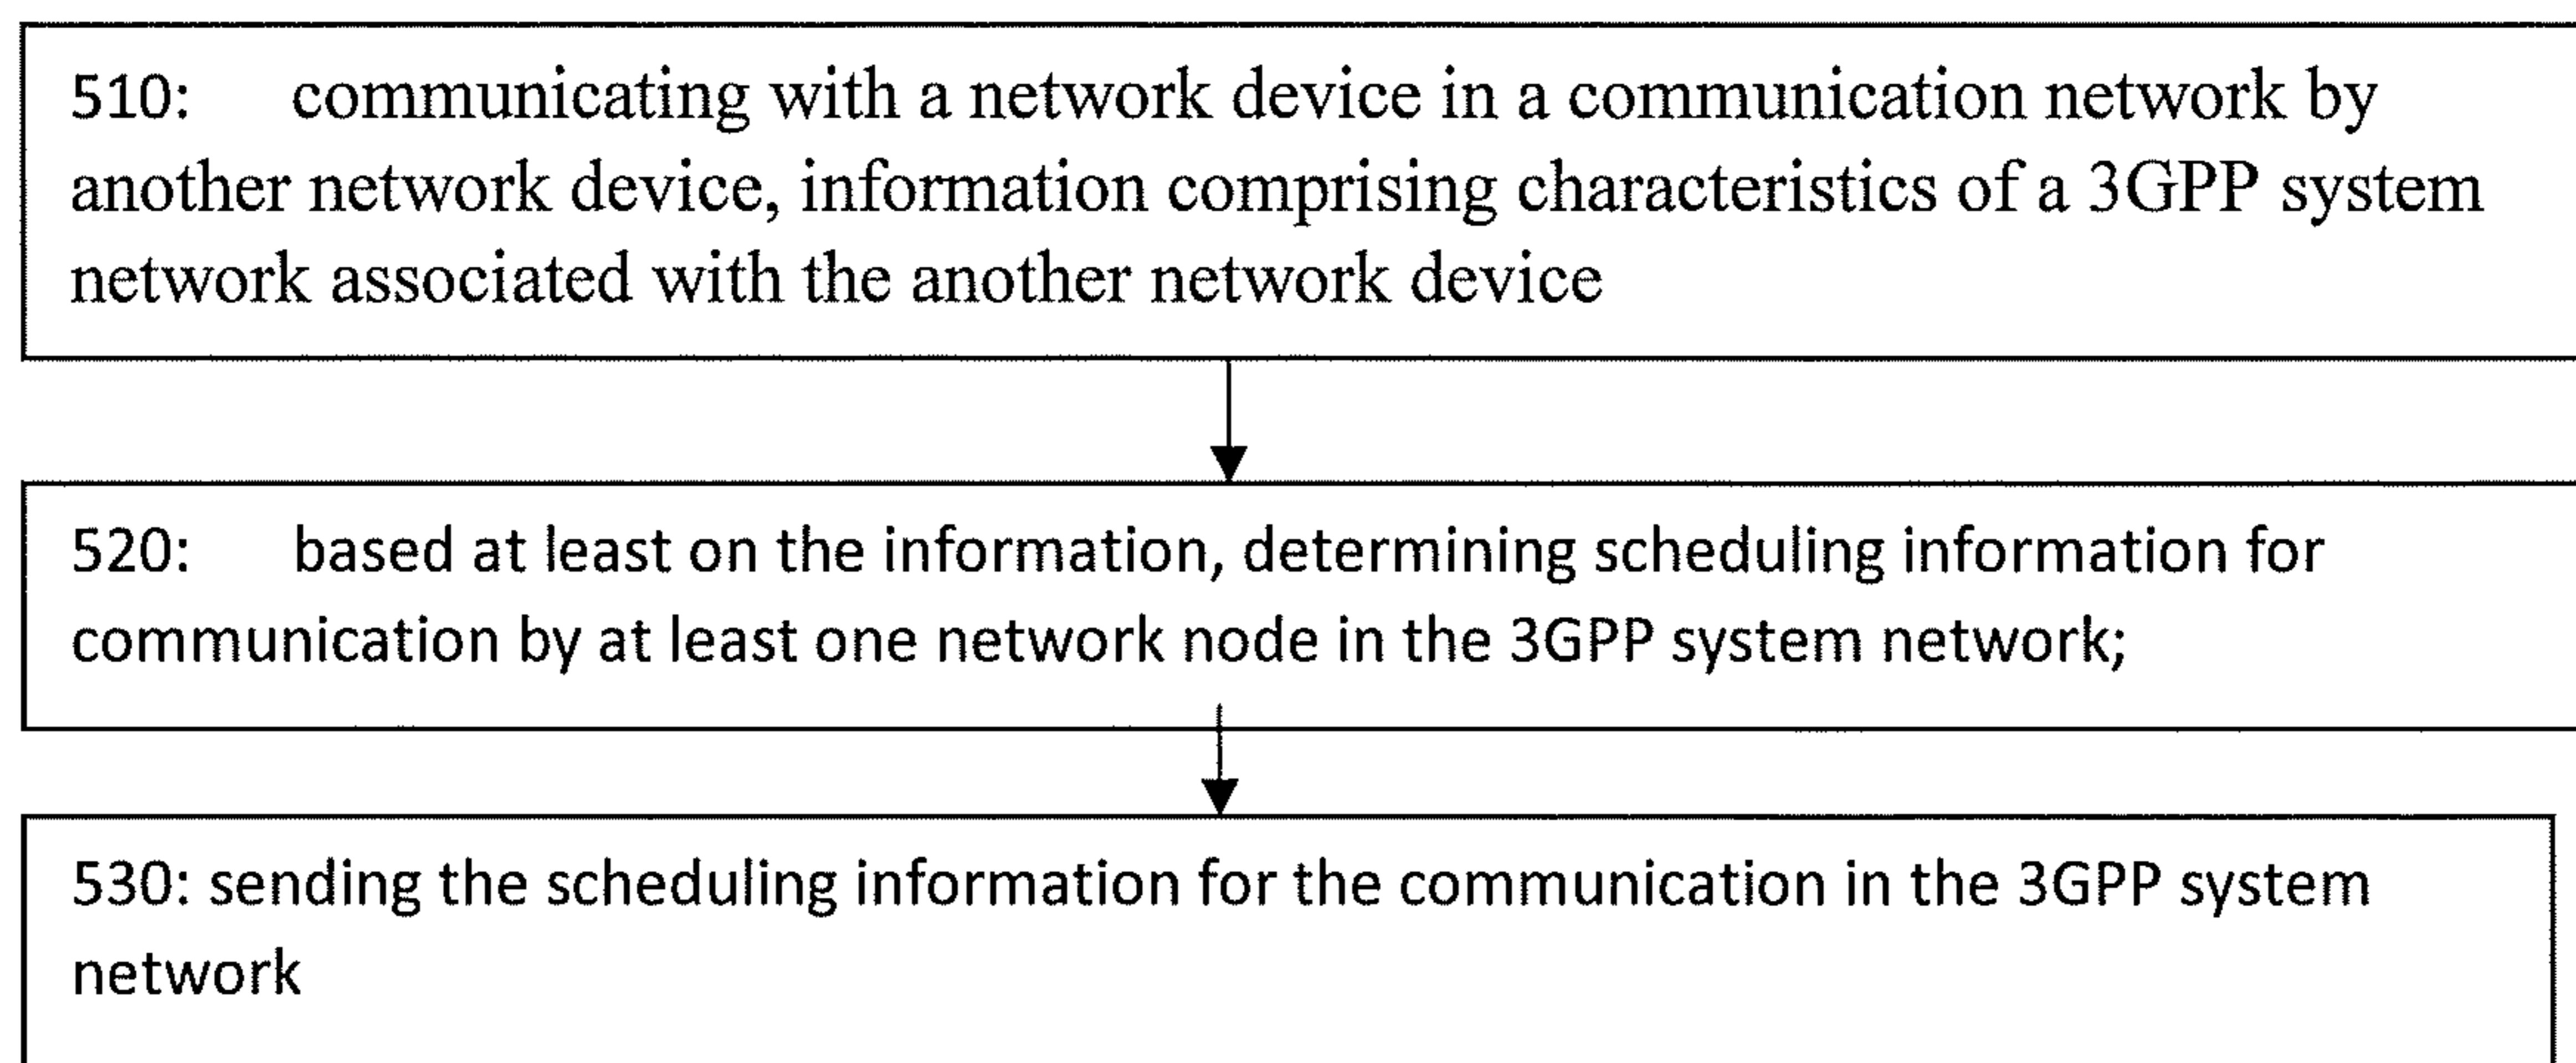 510: communicating with a network device in a communication network by
another network device, information comprising characteristics of a 3GPP system
network associated with the another network device
520: based at least on the information, determining scheduling information for
communication by at least one network node in the 3GPP system network;
530: sending the scheduling information for the communication in the 3GPP system
network